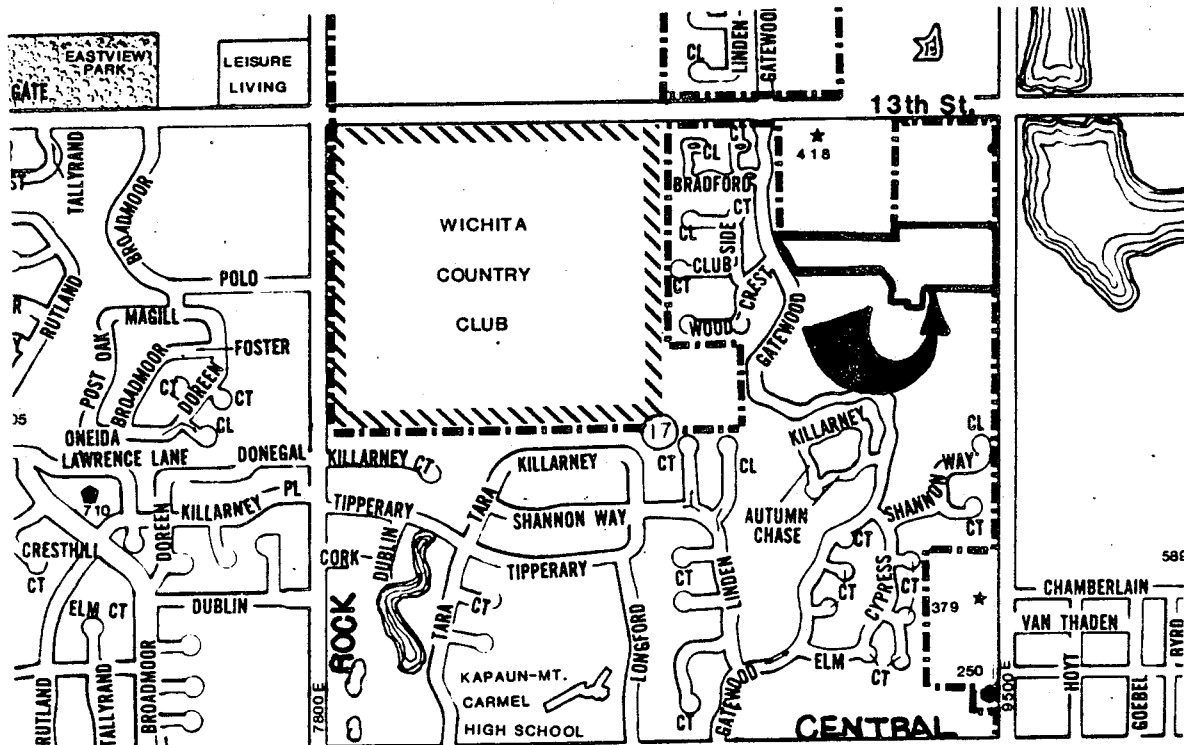 EASTVIEW
PARK
GATE
LEISURE
LIVING
LINDEN
GATEWOOD
CL
13th St.
TALLYRAND
BROADMOOR
ST
CT
CL
BRADFORD
CT
418
WICHITA
COUNTRY
CLUB
CL
SIDE
CLUB
CT
CREST
WOOD
GATEWOOD
POLO
RUTLAND
MAGILL
FOSTER
POST OAK
BROADMOOR
CT
DOREEN
CT
CL
05
ONEIDA
LAWRENCE LANE
DONEGAL
17
KILLARNEY CT
KILLARNEY
CT
CL
KILLARNEY
CL
710
KILLARNEY
PL
TIPPERARY
TARA
SHANNON WAY
AUTUMN
CHASE
SHANNON
WAY
CT
DOREEN
CRESTHILL
CT
CORK
DUBLIN
TIPPERARY
CT
LINDEN
CT
CT
CYPRESS
CT
589
ELM CT
DUBLIN
ROCK
TARA
CT
LONGFORD
379
CHAMBERLAIN
VAN THADEN
RUTLAND
TALLYRAND
BROADMOOR
7800 E
KAPAUN-MT.
CARMEL
HIGH SCHOOL
CT
GATEWOOD
ELM
CT
250
9500 E
HOYT
GOEBEL
BYRD
CENTRAL